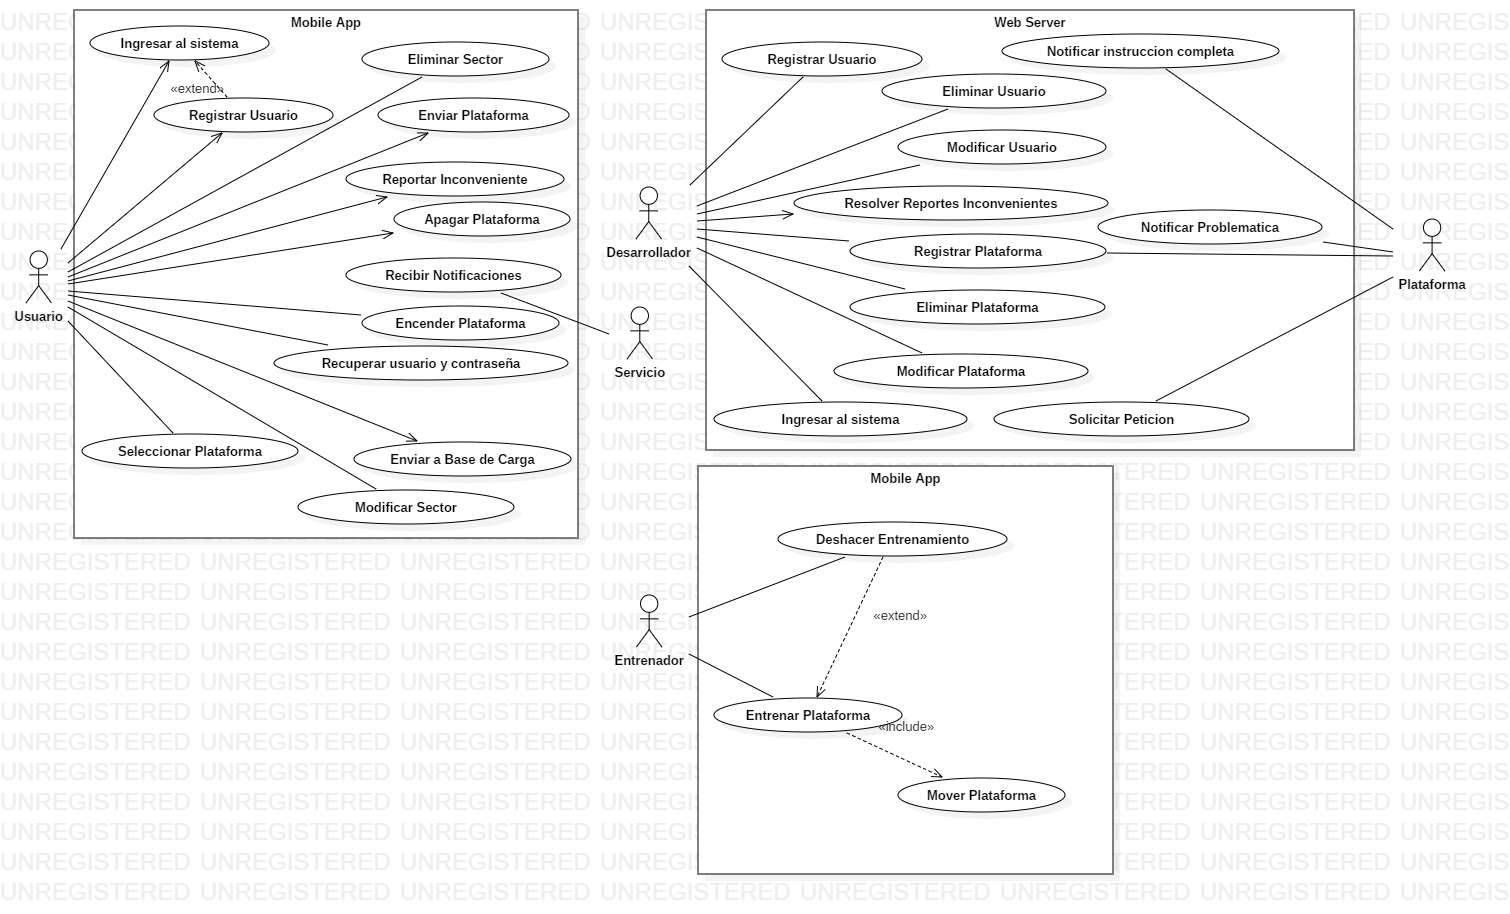 Mobile App
Ingresar al sistema
Eliminar Sector
«extend»
Registrar Usuario
Enviar Plataforma
Reportar Inconveniente
Apagar Plataforma
Recibir Notificaciones
Usuario
Encender Plataforma
Recuperar usuario y contraseña
Servicio
Seleccionar Plataforma
Enviar a Base de Carga
Modificar Sector
Web Server
Registrar Usuario
Notificar instruccion completa
Eliminar Usuario
Modificar Usuario
Resolver Reportes Inconvenientes
Notificar Problematica
Desarrollador
Registrar Plataforma
Plataforma
Eliminar Plataforma
Modificar Plataforma
Ingresar al sistema
Solicitar Peticion
Mobile App
Deshacer Entrenamiento
«extend»
Entrenador
Entrenar Plataforma
«include»
Mover Plataforma
UNREGISTERED UNREGISTERED UNREGISTERED UNREGISTERED UNREGISTERED UNREGISTERED UNREGISTERED